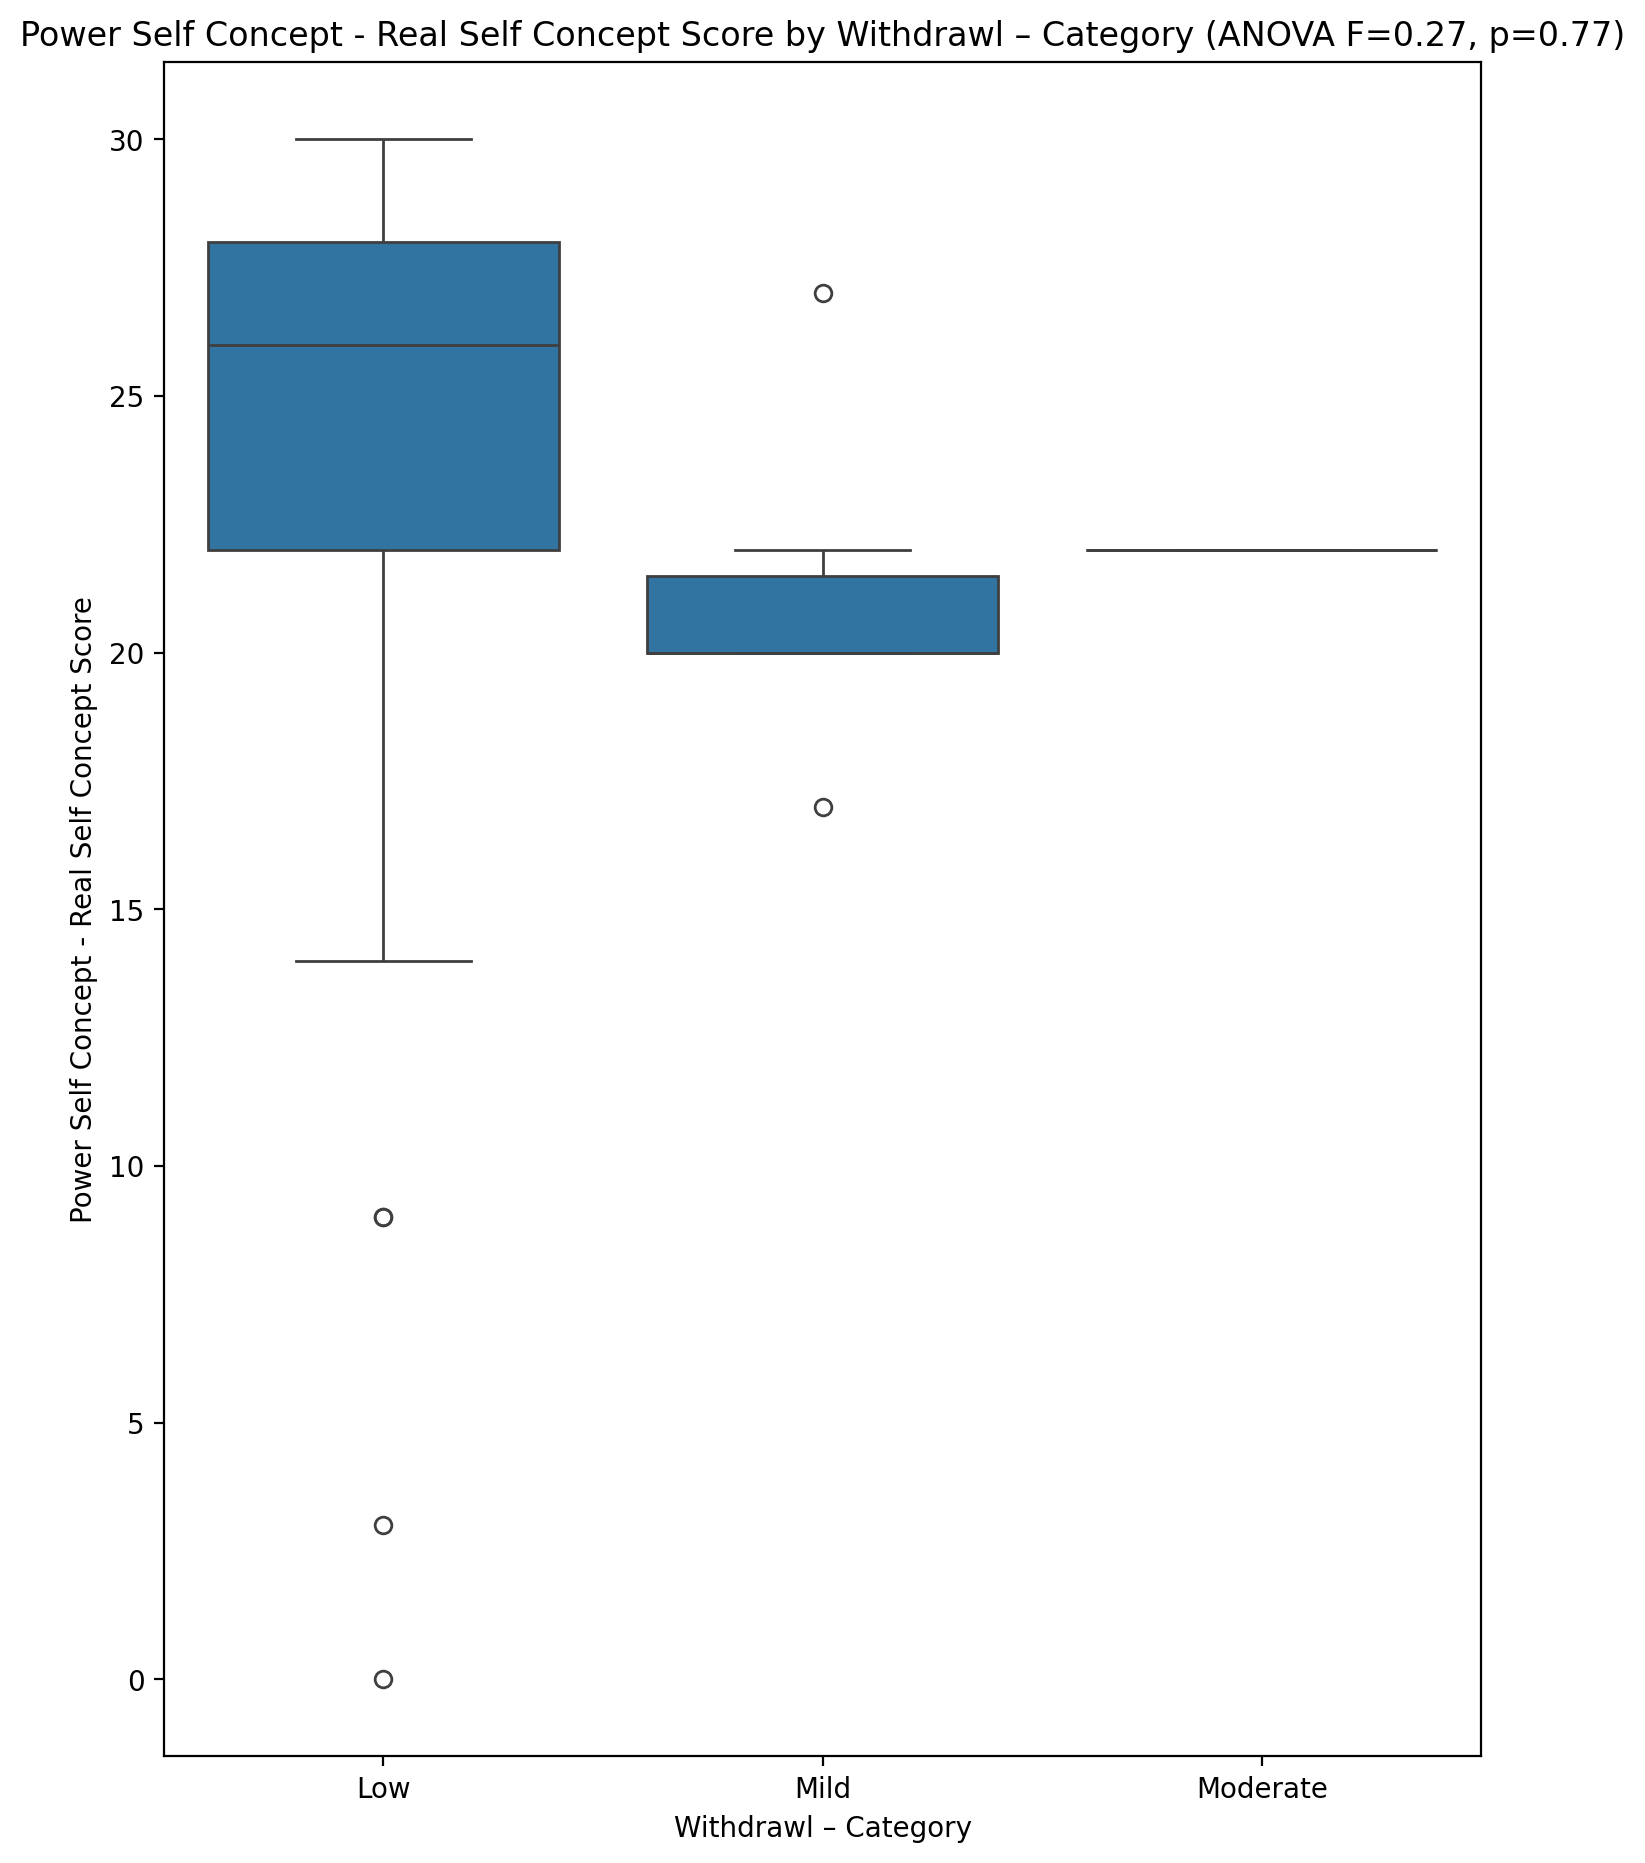 Power Self Concept - Real Self Concept Score by Withdrawl – Category (ANOVA F=0.27, p=0.77)
Power Self Concept - Real Self Concept Score
30
25
20
15
10
5
0
Low
Mild
Moderate
Withdrawl – Category